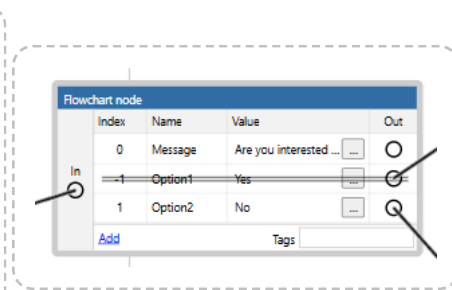 Flowchart node
Index Name Value Out
0 Message Are you interested ... ...
In
-1 Option1 Yes ...
1 Option2 No ...
Add Tags